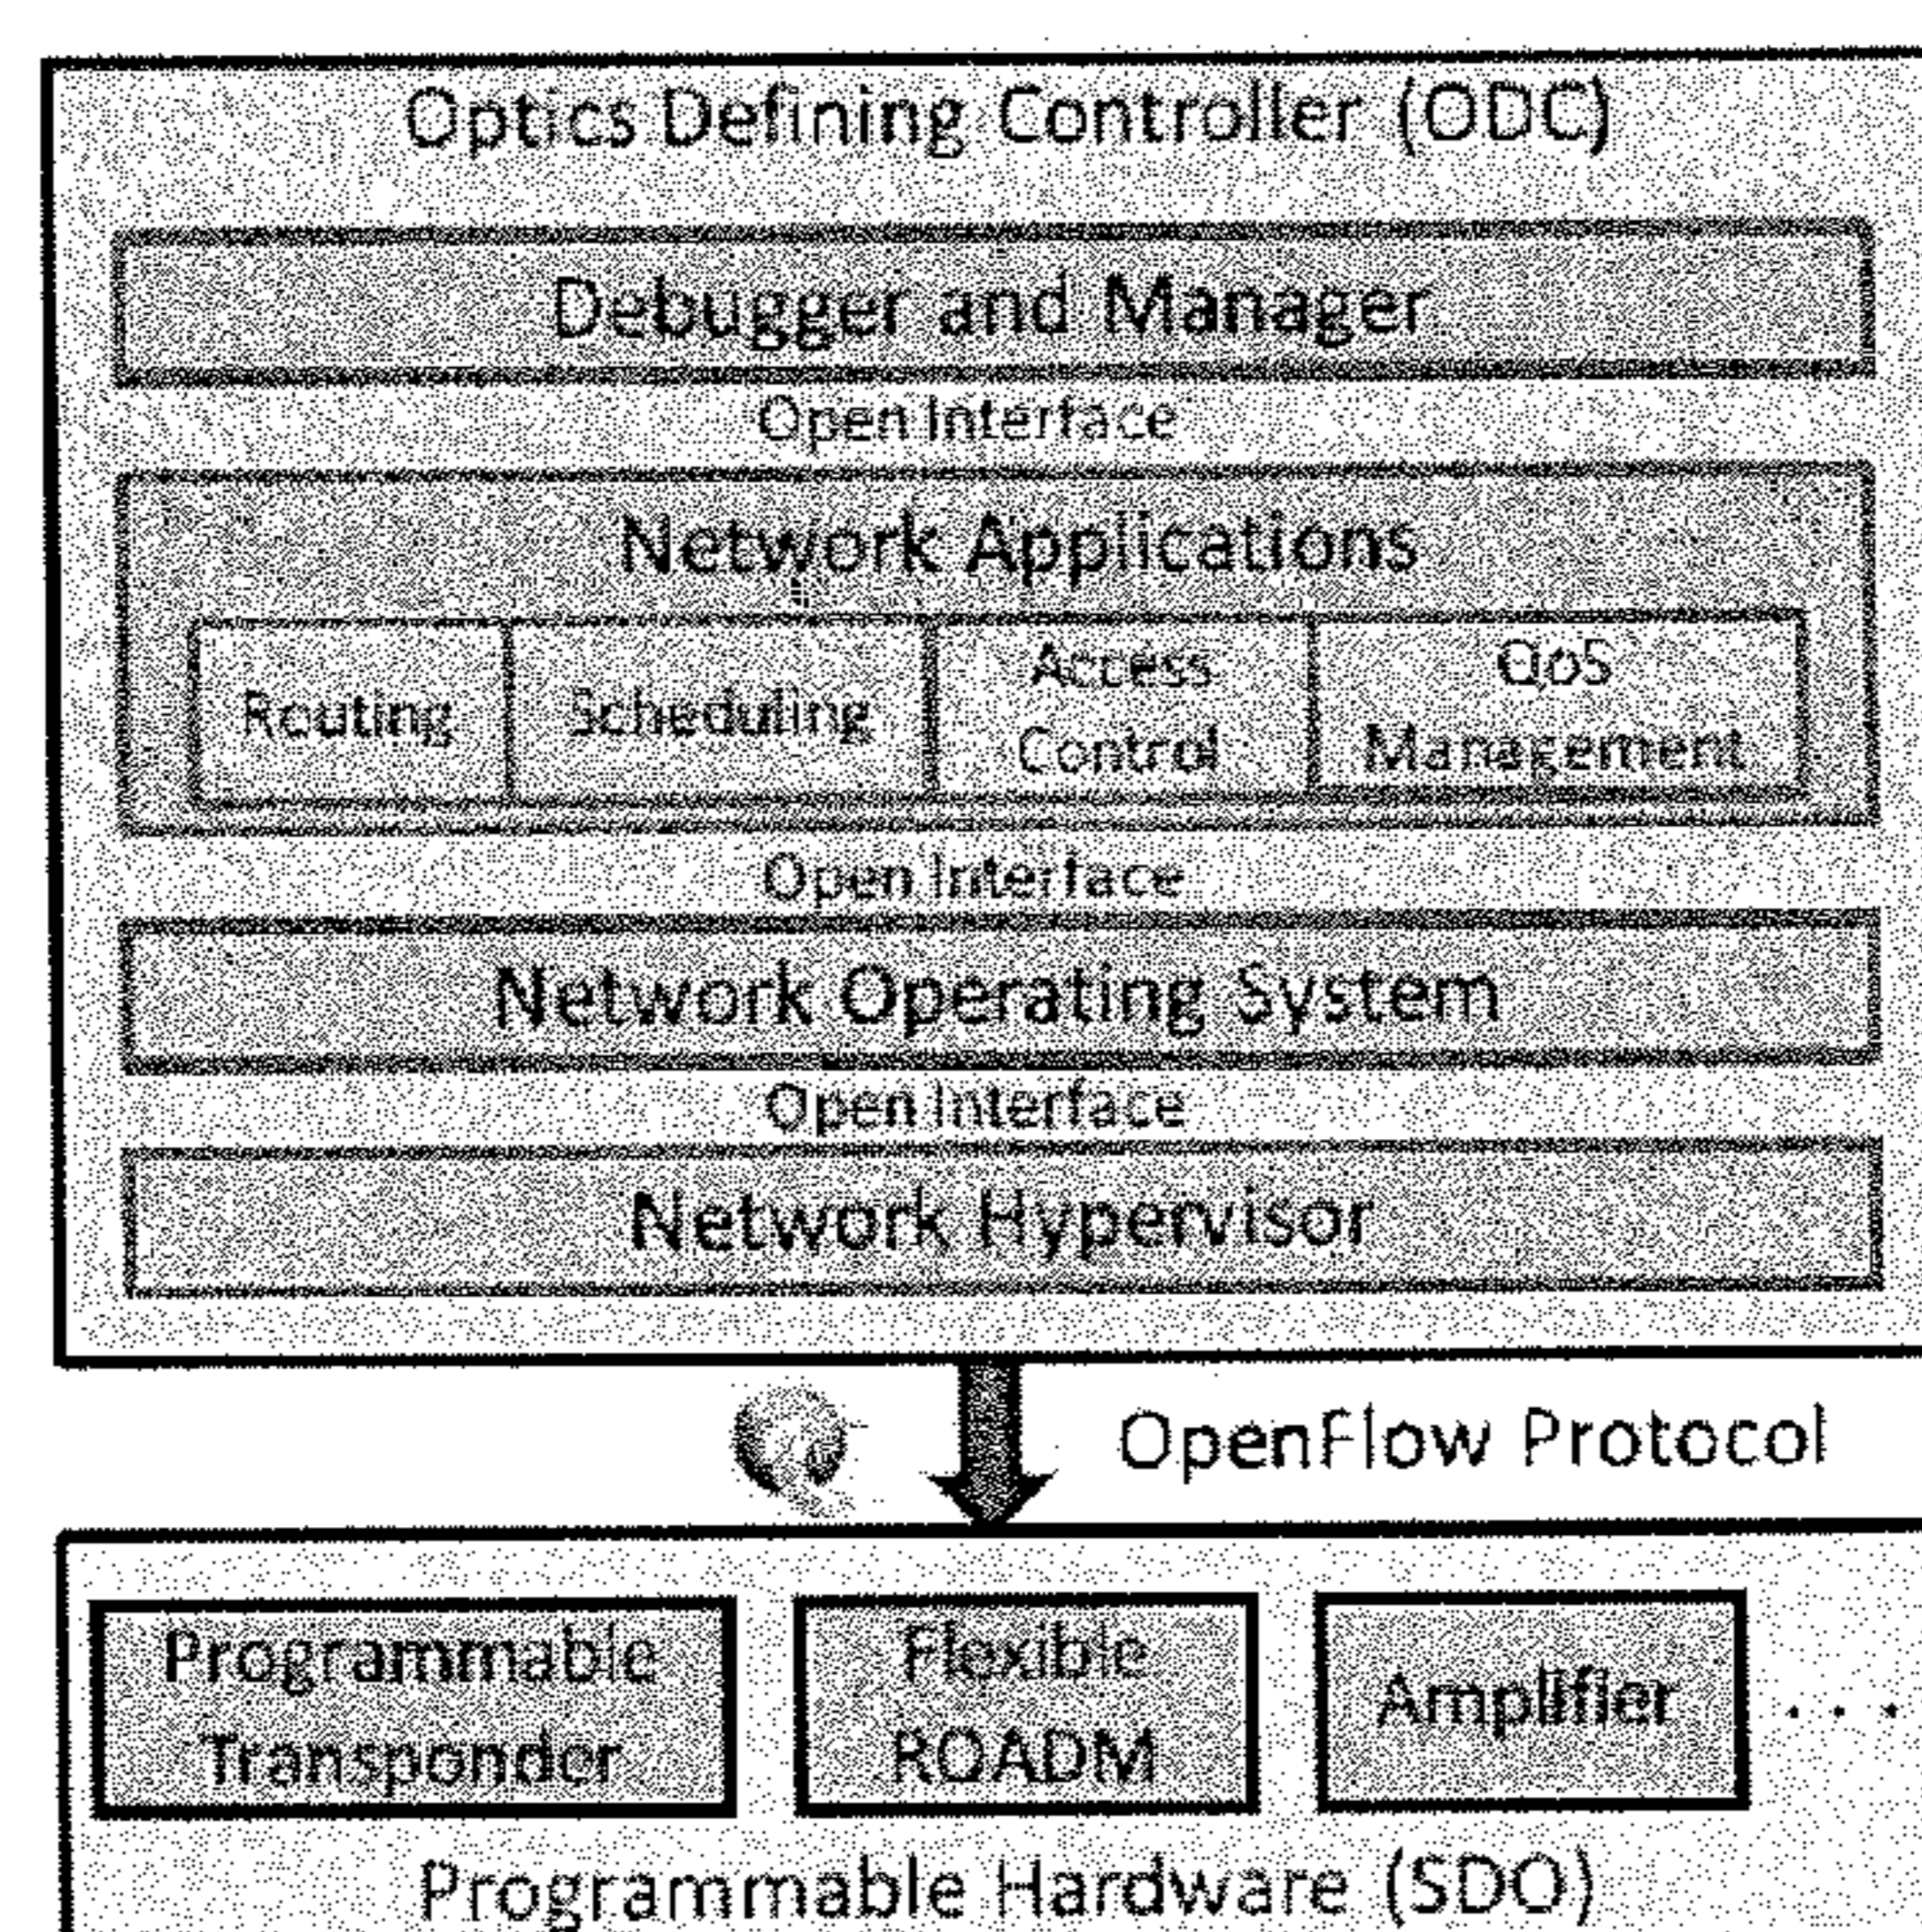 Optics Defining Controller (ODC)
Debugger and Manager
Open Interface
Network Applications
Routing
Scheduling
Access
Control
QoS
Management
Open Interface
Network Operating System
Open Interface
Network Hypervisor
OpenFlow Protocol
Programmable
Transponder
Flexible
ROADM
Amplifier
. . .
Programmable Hardware (SDO)